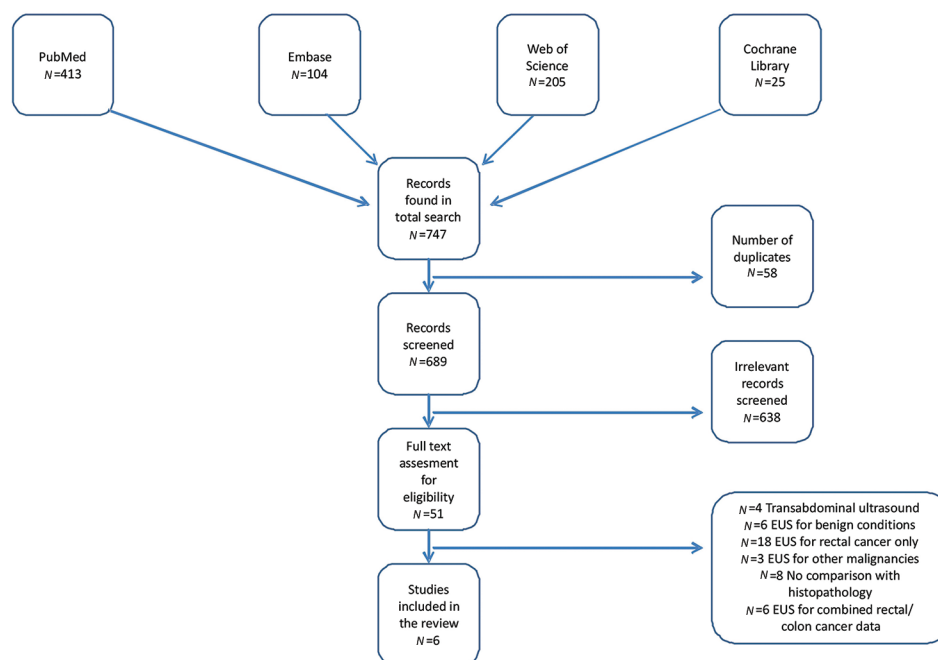 PubMed
N=413
Embase
N=104
Web of
Science
N=205
Cochrane
Library
N=25
Records
found in
total search
N=747
Number of
duplicates
N=58
Records
screened
N=689
Irrelevant
records
screened
N=638
Full text
assesment
for
eligibility
N=51
N=4 Transabdominal ultrasound
N=6 EUS for benign conditions
N=18 EUS for rectal cancer only
N=3 EUS for other malignancies
N=8 No comparison with
histopathology
N=6 EUS for combined rectal/
colon cancer data
Studies
included in
the review
N=6